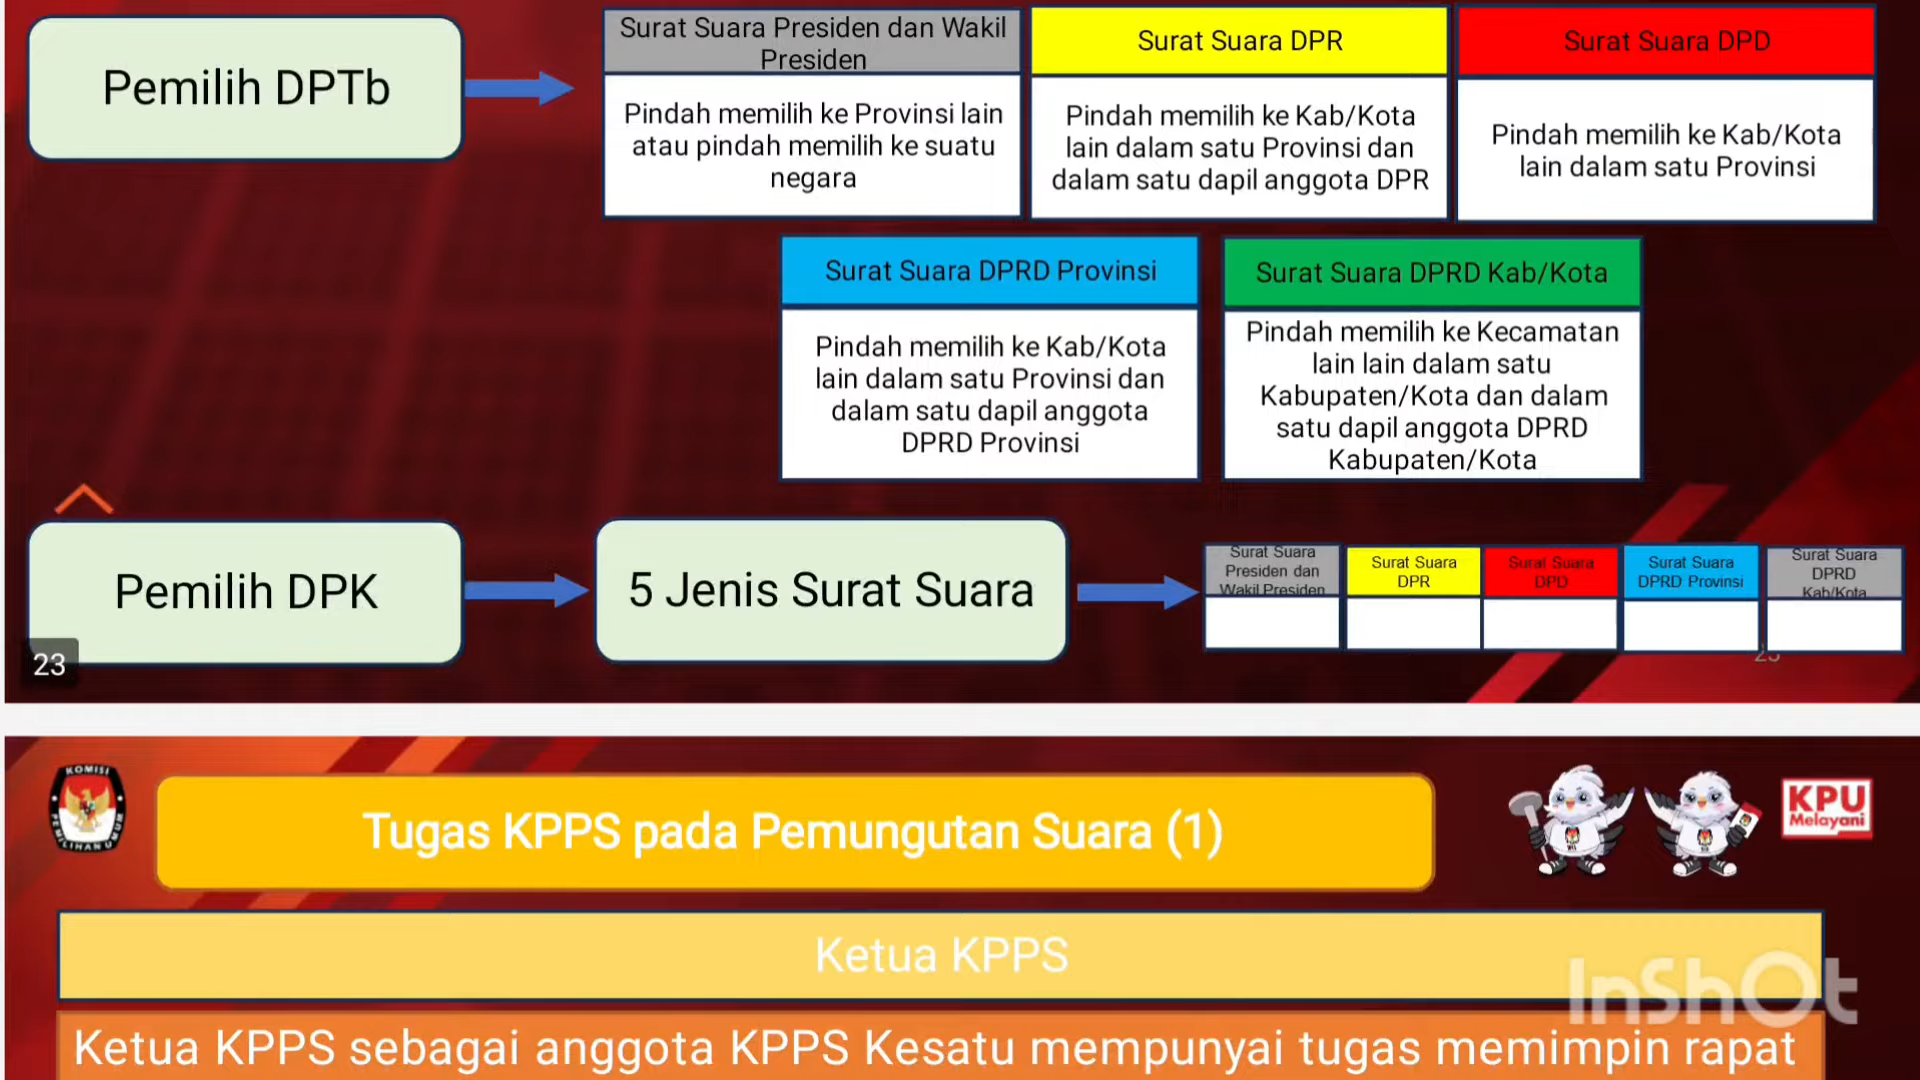 Pemilih DPTb
Surat Suara Presiden dan Wakil
Presiden
Pindah memilih ke Provinsi lain
atau pindah memilih ke suatu
negara
Surat Suara DPR
Pindah memilih ke Kab/Kota
lain dalam satu Provinsi dan
dalam satu dapil anggota DPR
Surat Suara DPD
Pindah memilih ke Kab/Kota
lain dalam satu Provinsi
Surat Suara DPRD Provinsi
Pindah memilih ke Kab/Kota
lain dalam satu Provinsi dan
dalam satu dapil anggota
DPRD Provinsi
Surat Suara DPRD Kab/Kota
Pindah memilih ke Kecamatan
lain lain dalam satu
Kabupaten/Kota dan dalam
satu dapil anggota DPRD
Kabupaten/Kota
Pemilih DPK
5 Jenis Surat Suara
Surat Suara
Presiden dan
Wakil Presiden
Surat Suara
DPR
Surat Suara
DPD
Surat Suara
DPRD Provinsi
Surat Suara
DPRD
Kab/Kota
23
KOMISI
PEMILIHAN UMUM
Tugas KPPS pada Pemungutan Suara (1)
KPU
Melayani
Ketua KPPS
InShOt
Ketua KPPS sebagai anggota KPPS Kesatu mempunyai tugas memimpin rapat